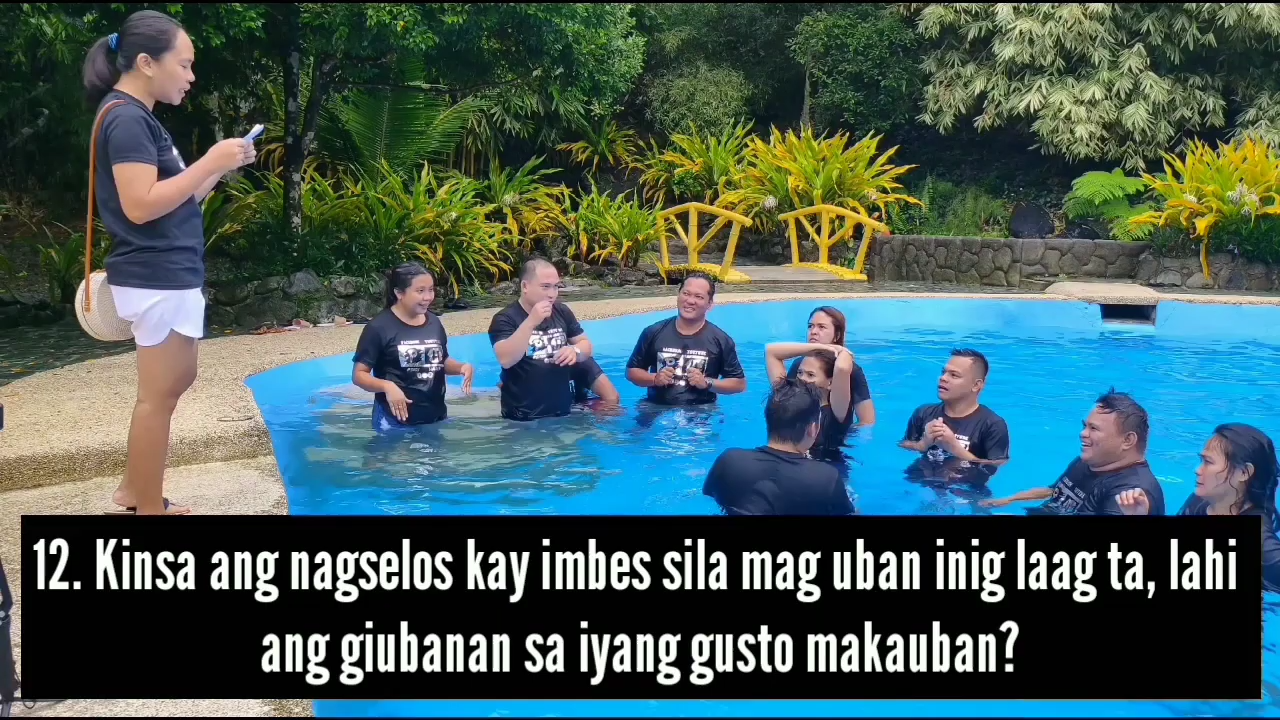 12. Kinsa ang nagselos kay imbes sila mag uban inig laag ta, lahi
ang giubanan sa iyang gusto makauban?